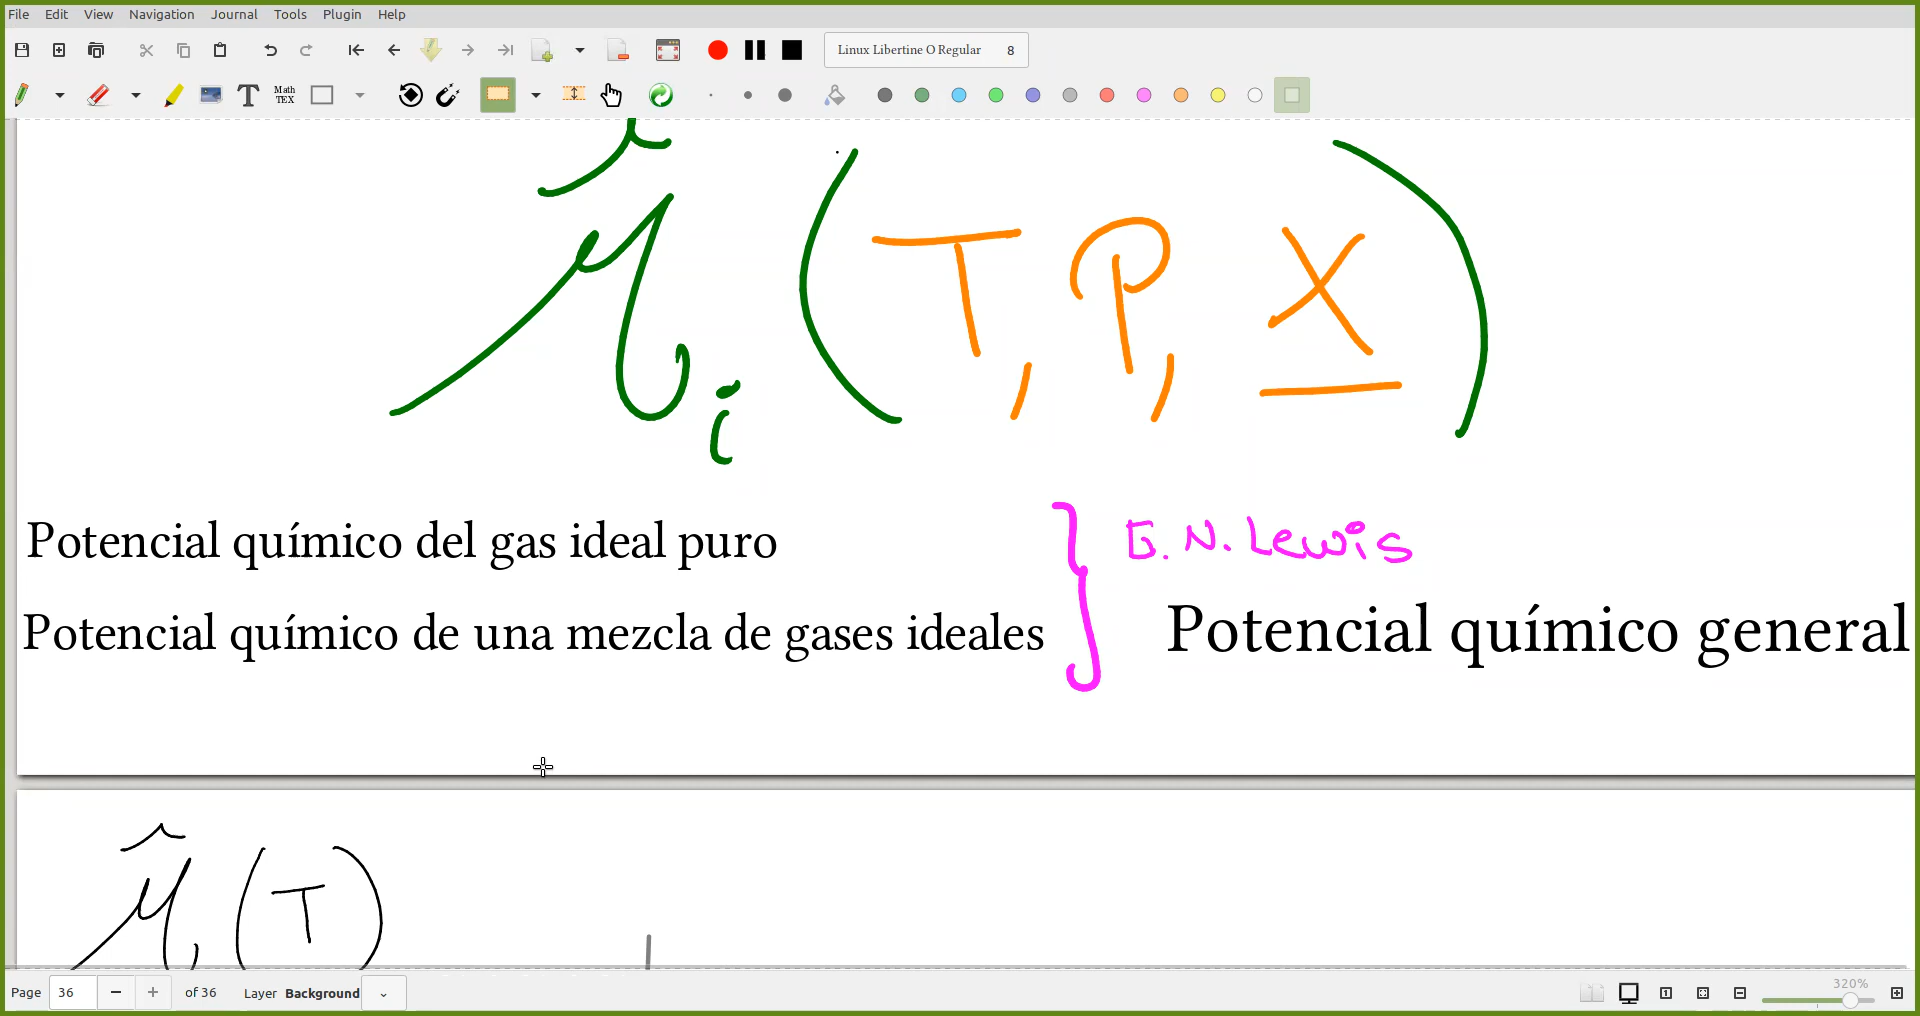 File Edit View Navigation Journal Tools Plugin Help
Linux Libertine O Regular 8
Math TEX
μ̂i (T, P, X)
Potencial químico del gas ideal puro
G. N. Lewis
Potencial químico de una mezcla de gases ideales
Potencial químico general
μ̂i (T)
Page 36 of 36 Layer Background 320%